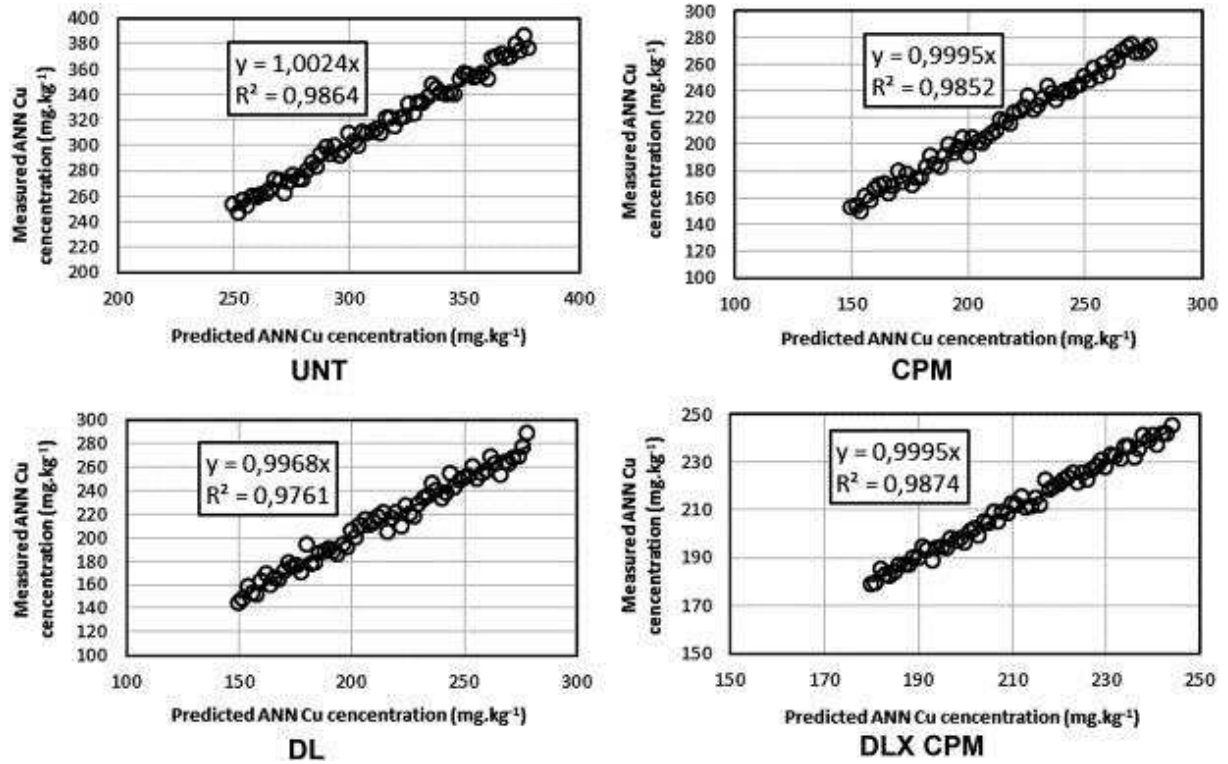 Measured ANN Cu
cencentration (mg.kg-1)
400
380
360
340
320
300
280
260
240
220
200
y = 1,0024x
R² = 0,9864
200 250 300 350 400
Predicted ANN Cu cencentration (mg.kg-1)
UNT
Measured ANN Cu
cencentration (mg.kg-1)
300
280
260
240
220
200
180
160
140
120
100
y = 0,9995x
R² = 0,9852
100 150 200 250 300
Predicted ANN Cu cencentration (mg.kg-1)
CPM
Measured ANN Cu
cencentration (mg.kg-1)
300
280
260
240
220
200
180
160
140
120
100
y = 0,9968x
R² = 0,9761
100 150 200 250 300
Predicted ANN Cu cencentration (mg.kg-1)
DL
Measured ANN Cu
cencentration (mg.kg-1)
250
230
210
190
170
150
y = 0,9995x
R² = 0,9874
150 170 190 210 230 250
Predicted ANN Cu cencentration (mg.kg-1)
DLX CPM